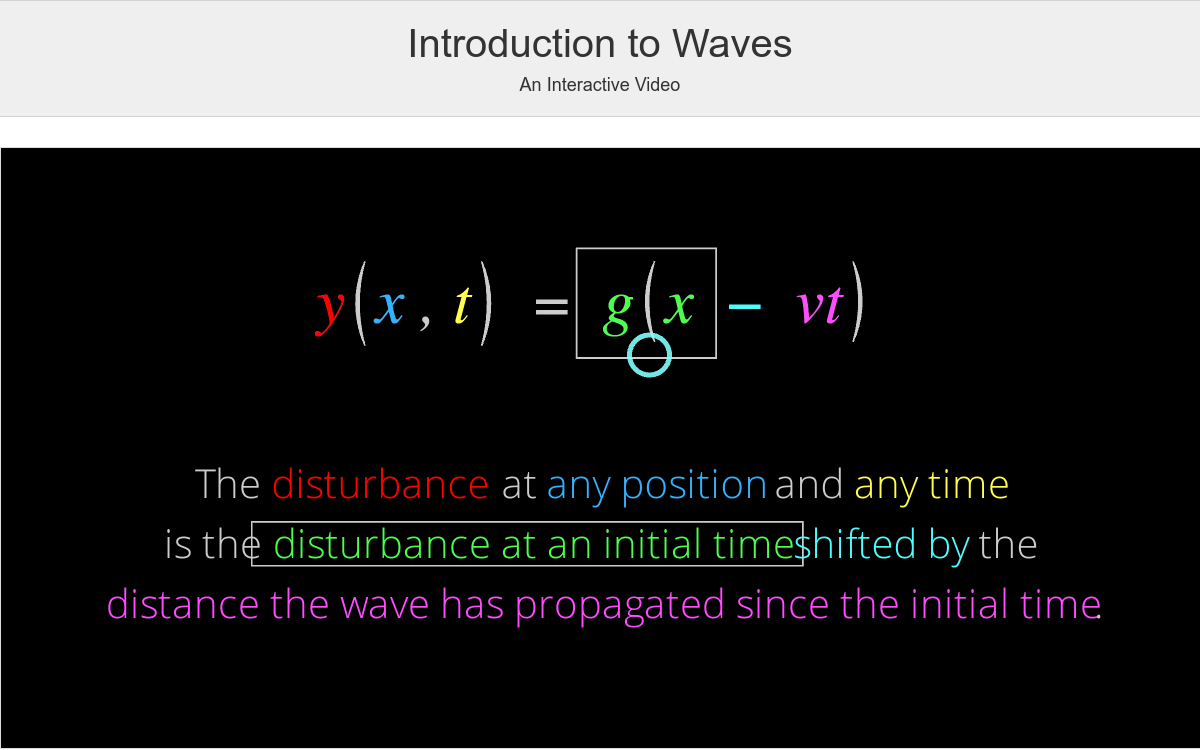 Introduction to Waves
An Interactive Video
y(x, t) = g(x − vt)
The disturbance at any position and any time
is the disturbance at an initial time shifted by the
distance the wave has propagated since the initial time.